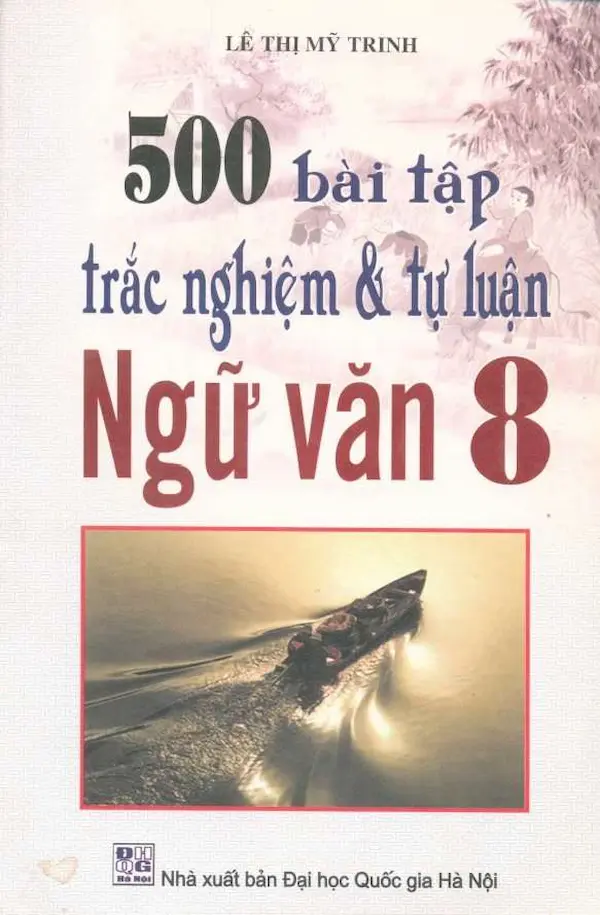 LÊ THỊ MỸ TRINH
500 bài tập
trắc nghiệm & tự luận
Ngữ văn 8
ĐHQG
Hà Nội
Nhà xuất bản Đại học Quốc gia Hà Nội